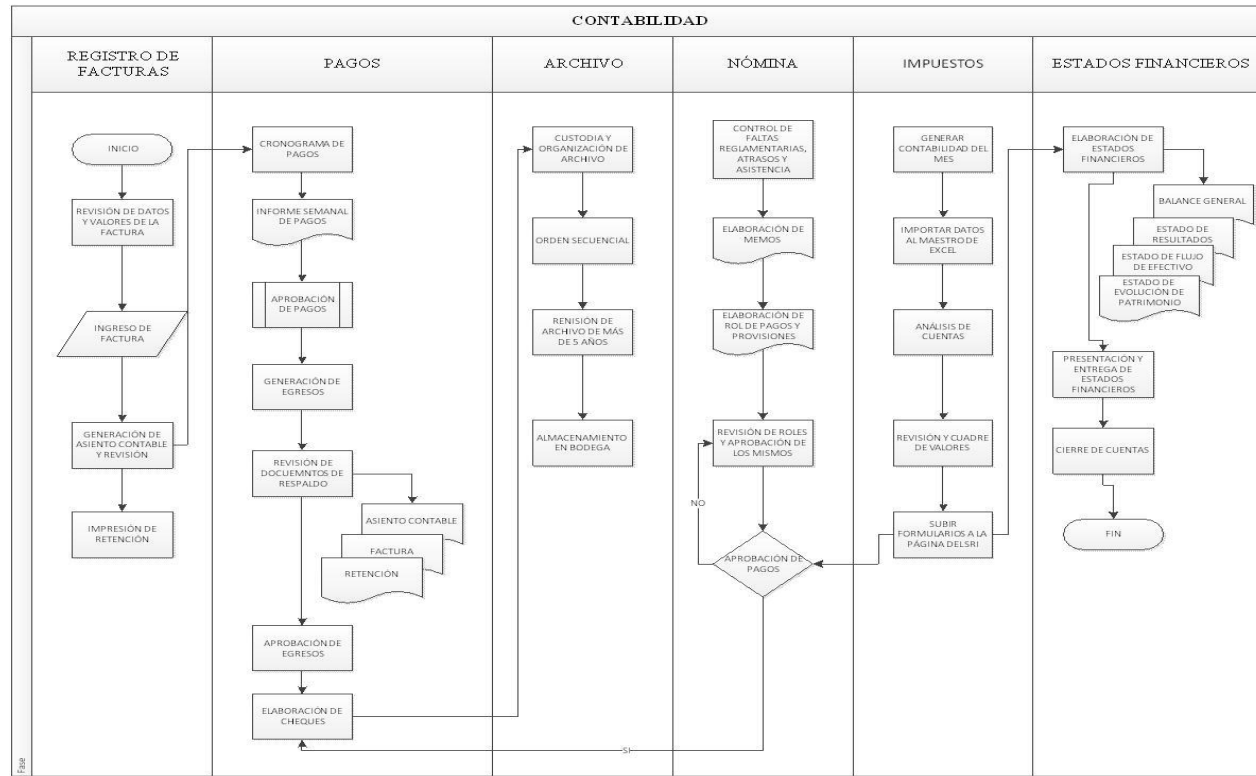 CONTABILIDAD
REGISTRO DE
FACTURAS
PAGOS
ARCHIVO
NÓMINA
IMPUESTOS
ESTADOS FINANCIEROS
INICIO
REVISIÓN DE DATOS
Y VALORES DE LA
FACTURA
INGRESO DE
FACTURA
GENERACIÓN DE
ASIENTO CONTABLE
Y REVISIÓN
IMPRESIÓN DE
RETENCIÓN
CRONOGRAMA DE
PAGOS
INFORME SEMANAL
DE PAGOS
APROBACIÓN
DE PAGOS
GENERACIÓN DE
EGRESOS
REVISIÓN DE
DOCUEMNTOS DE
RESPALDO
ASIENTO CONTABLE
FACTURA
RETENCIÓN
APROBACIÓN DE
EGRESOS
ELABORACIÓN DE
CHEQUES
CUSTODIA Y
ORGANIZACIÓN DE
ARCHIVO
ORDEN SECUENCIAL
RENISIÓN DE
ARCHIVO DE MÁS
DE 5 AÑOS
ALMACENAMIENTO
EN BODEGA
CONTROL DE
FALTAS
REGLAMENTARIAS,
ATRASOS Y
ASISTENCIA
ELABORACIÓN DE
MEMOS
ELABORACIÓN DE
ROL DE PAGOS Y
PROVISIONES
REVISIÓN DE ROLES
Y APROBACIÓN DE
LOS MISMOS
NO
APROBACIÓN DE
PAGOS
SI
GENERAR
CONTABILIDAD DEL
MES
IMPORTAR DATOS
AL MAESTRO DE
EXCEL
ANÁLISIS DE
CUENTAS
REVISIÓN Y CUADRE
DE VALORES
SUBIR
FORMULARIOS A LA
PÁGINA DEL SRI
ELABORACIÓN DE
ESTADOS
FINANCIEROS
BALANCE GENERAL
ESTADO DE
RESULTADOS
ESTADO DE FLUJO
DE EFECTIVO
ESTADO DE
EVOLUCIÓN DE
PATRIMONIO
PRESENTACIÓN Y
ENTREGA DE
ESTADOS
FINANCIEROS
CIERRE DE CUENTAS
FIN
Fase